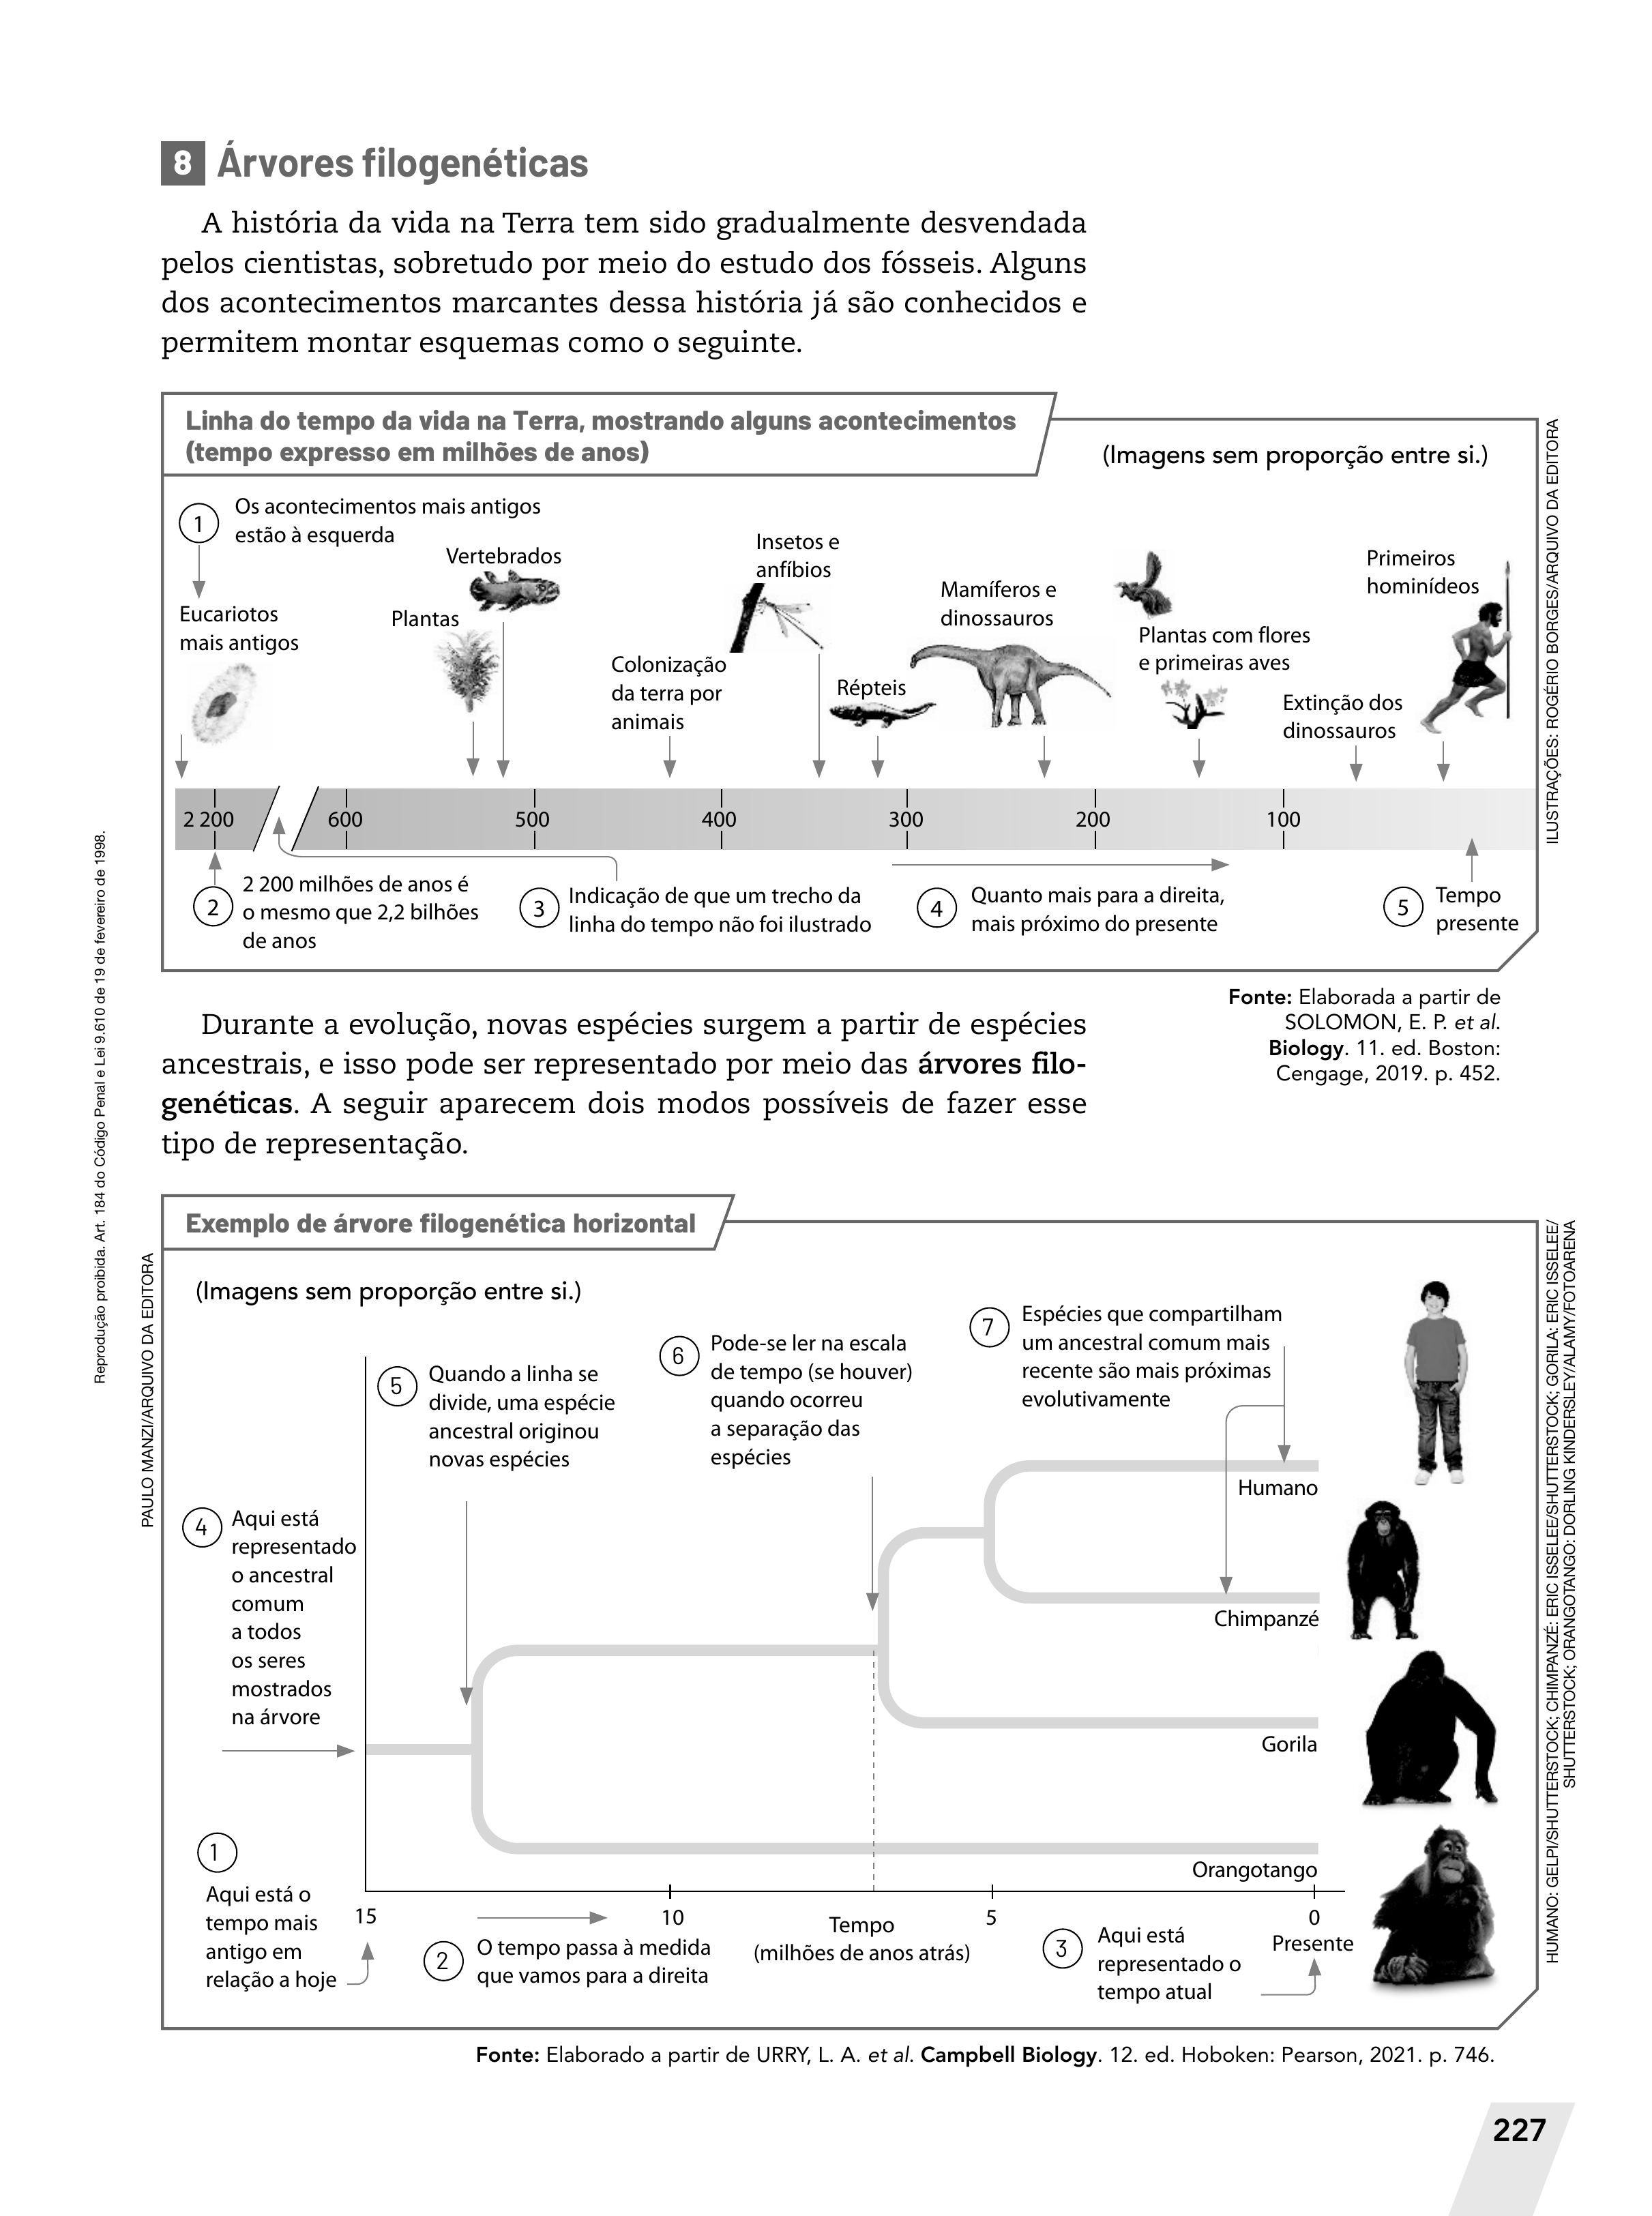 8 Árvores filogenéticas
A história da vida na Terra tem sido gradualmente desvendada
pelos cientistas, sobretudo por meio do estudo dos fósseis. Alguns
dos acontecimentos marcantes dessa história já são conhecidos e
permitem montar esquemas como o seguinte.
Linha do tempo da vida na Terra, mostrando alguns acontecimentos
(tempo expresso em milhões de anos)
(Imagens sem proporção entre si.)
1
Os acontecimentos mais antigos
estão à esquerda
Eucariotos
mais antigos
Plantas
Vertebrados
Colonização
da terra por
animais
Insetos e
anfíbios
Répteis
Mamíferos e
dinossauros
Plantas com flores
e primeiras aves
Extinção dos
dinossauros
Primeiros
hominídeos
2 200
600
500
400
300
200
100
2
2 200 milhões de anos é
o mesmo que 2,2 bilhões
de anos
3
Indicação de que um trecho da
linha do tempo não foi ilustrado
4
Quanto mais para a direita,
mais próximo do presente
5
Tempo
presente
ILUSTRAÇÕES: ROGÉRIO BORGES/ARQUIVO DA EDITORA
Fonte: Elaborada a partir de
SOLOMON, E. P. et al.
Biology. 11. ed. Boston:
Cengage, 2019. p. 452.
Durante a evolução, novas espécies surgem a partir de espécies
ancestrais, e isso pode ser representado por meio das árvores filo-
genéticas. A seguir aparecem dois modos possíveis de fazer esse
tipo de representação.
Reprodução proibida. Art. 184 do Código Penal e Lei 9.610 de 19 de fevereiro de 1998.
Exemplo de árvore filogenética horizontal
PAULO MANZI/ARQUIVO DA EDITORA
(Imagens sem proporção entre si.)
5
Quando a linha se
divide, uma espécie
ancestral originou
novas espécies
6
Pode-se ler na escala
de tempo (se houver)
quando ocorreu
a separação das
espécies
7
Espécies que compartilham
um ancestral comum mais
recente são mais próximas
evolutivamente
4
Aqui está
representado
o ancestral
comum
a todos
os seres
mostrados
na árvore
Humano
Chimpanzé
Gorila
Orangotango
1
Aqui está o
tempo mais
antigo em
relação a hoje
15
10
5
0
2
O tempo passa à medida
que vamos para a direita
Tempo
(milhões de anos atrás)
3
Aqui está
representado o
tempo atual
Presente
HUMANO: GELPI/SHUTTERSTOCK; CHIMPANZÉ: ERIC ISSELEE/SHUTTERSTOCK; GORILA: ERIC ISSELEE/
SHUTTERSTOCK; ORANGOTANGO: DORLING KINDERSLEY/ALAMY/FOTOARENA
Fonte: Elaborado a partir de URRY, L. A. et al. Campbell Biology. 12. ed. Hoboken: Pearson, 2021. p. 746.
227